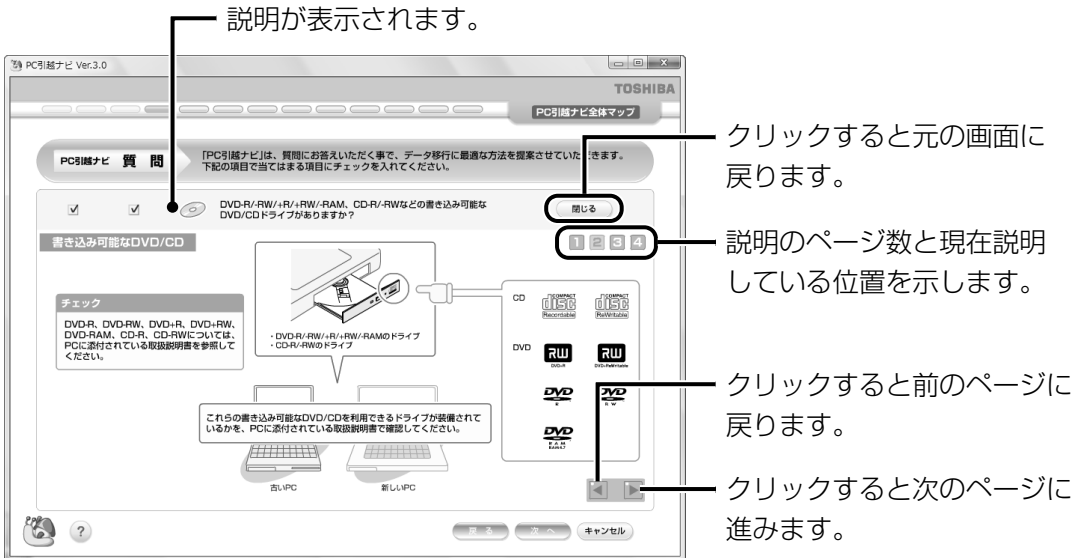 説明が表示されます。
PC引越ナビ Ver.3.0
TOSHIBA
PC引越ナビ全体マップ
PC引越ナビ 質 問
「PC引越ナビ」は、質問にお答えいただく事で、データ移行に最適な方法を提案させていただきます。
下記の項目で当てはまる項目にチェックを入れてください。
クリックすると元の画面に
戻ります。
DVD-R/-RW/+R/+RW/-RAM、CD-R/-RWなどの書き込み可能な
DVD/CDドライブがありますか?
閉じる
書き込み可能なDVD/CD
1 2 3 4
説明のページ数と現在説明
している位置を示します。
チェック
DVD-R、DVD-RW、DVD+R、DVD+RW、
DVD-RAM、CD-R、CD-RWについては、
PCに添付されている取扱説明書を参照して
ください。
・DVD-R/-RW/+R/+RW/-RAMのドライブ
・CD-R/-RWのドライブ
CD
COMPACT disc Recordable
COMPACT disc ReWritable
DVD
RW DVD+R
RW DVD+ReWritable
DVD R
DVD RW
DVD RAM RAM4.7
これらの書き込み可能なDVD/CDを利用できるドライブが装備されて
いるかを、PCに添付されている取扱説明書で確認してください。
古いPC
新しいPC
クリックすると前のページに
戻ります。
クリックすると次のページに
進みます。
?
戻 る
次 へ
キャンセル